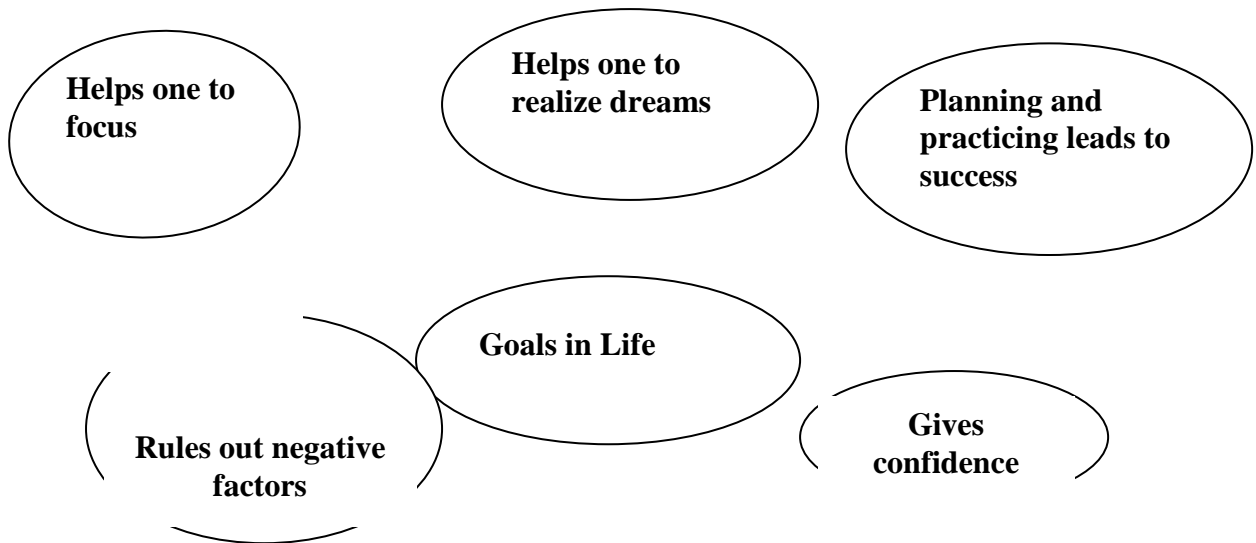 Helps one to
focus
Helps one to
realize dreams
Planning and
practicing leads to
success
Goals in Life
Rules out negative
factors
Gives
confidence